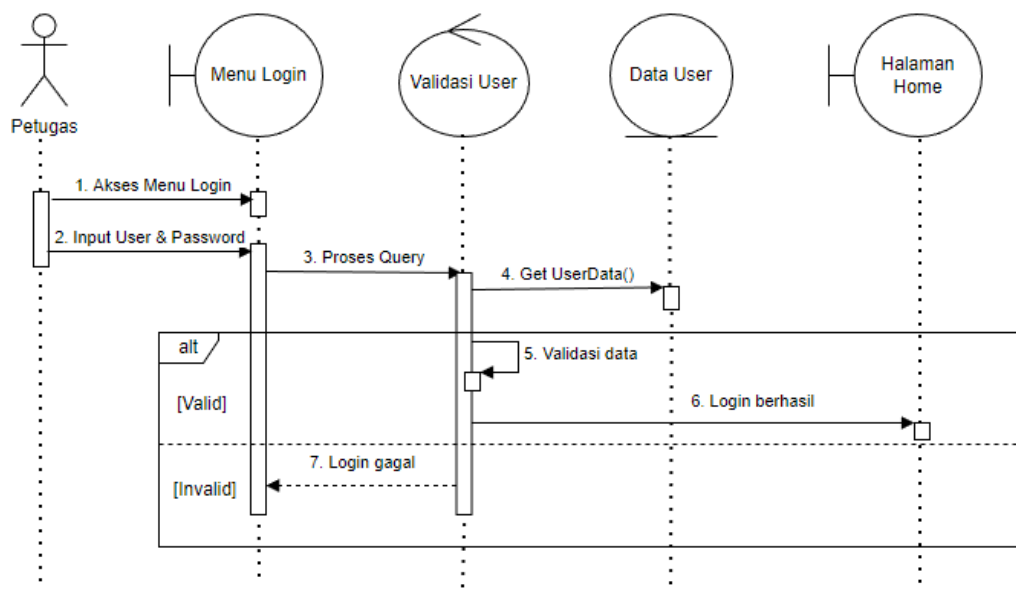 Petugas
Menu Login
Validasi User
Data User
Halaman
Home
1. Akses Menu Login
2. Input User & Password
3. Proses Query
4. Get UserData()
alt
5. Validasi data
[Valid]
6. Login berhasil
7. Login gagal
[Invalid]